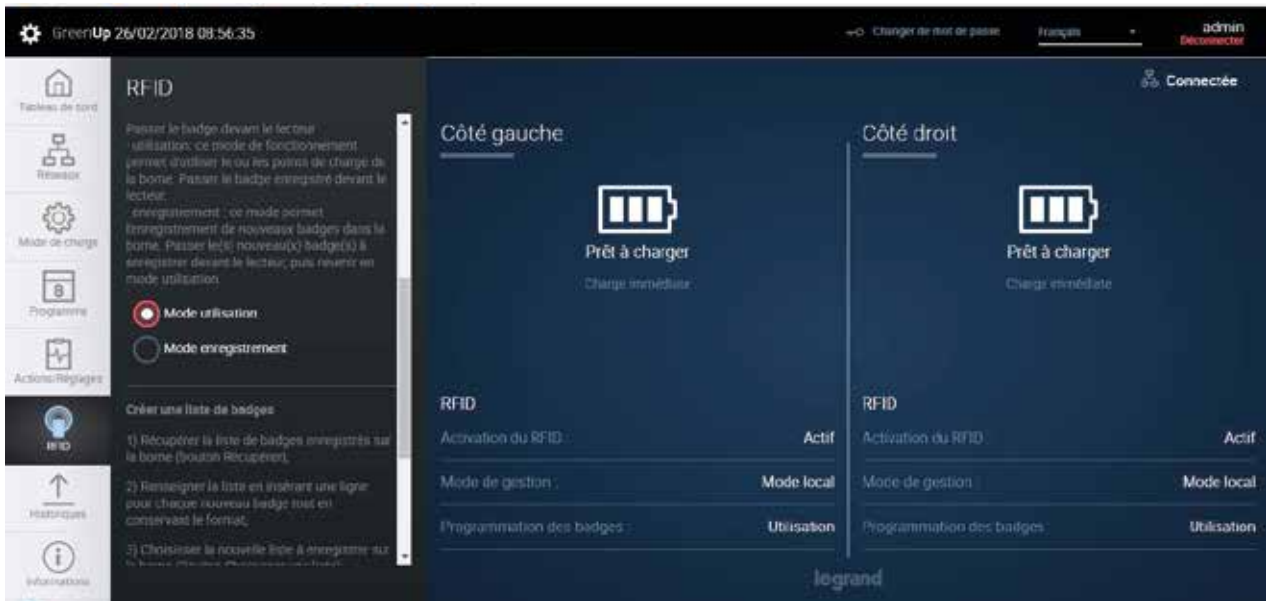 GreenUp 26/02/2018 08:56:35
Changer de mot de passe
Français
admin
Déconnecter
Tableau de bord
Réseaux
Mode de charge
8
Programme
Actions/Réglages
RFID
Historiques
Informations
RFID
Passer le badge devant le lecteur
- utilisation: ce mode de fonctionnement
permet d'utiliser le ou les points de charge de
la borne. Passer le badge enregistré devant le
lecteur.
- enregistrement : ce mode permet
l'enregistrement de nouveaux badges dans la
borne. Passer le(s) nouveau(x) badge(s) à
enregistrer devant le lecteur, puis revenir en
mode utilisation.
Mode utilisation
Mode enregistrement
Créer une liste de badges
1) Récupérer la liste de badges enregistrés sur
la borne (bouton Récupérer),
2) Renseigner la liste en insérant une ligne
pour chaque nouveau badge tout en
conservant le format,
3) Choisisser la nouvelle liste à enregistrer sur
la borne
Connectée
Côté gauche
Prêt à charger
Charge immédiate
RFID
Activation du RFID : Actif
Mode de gestion : Mode local
Programmation des badges : Utilisation
Côté droit
Prêt à charger
Charge immédiate
RFID
Activation du RFID : Actif
Mode de gestion : Mode local
Programmation des badges : Utilisation
legrand